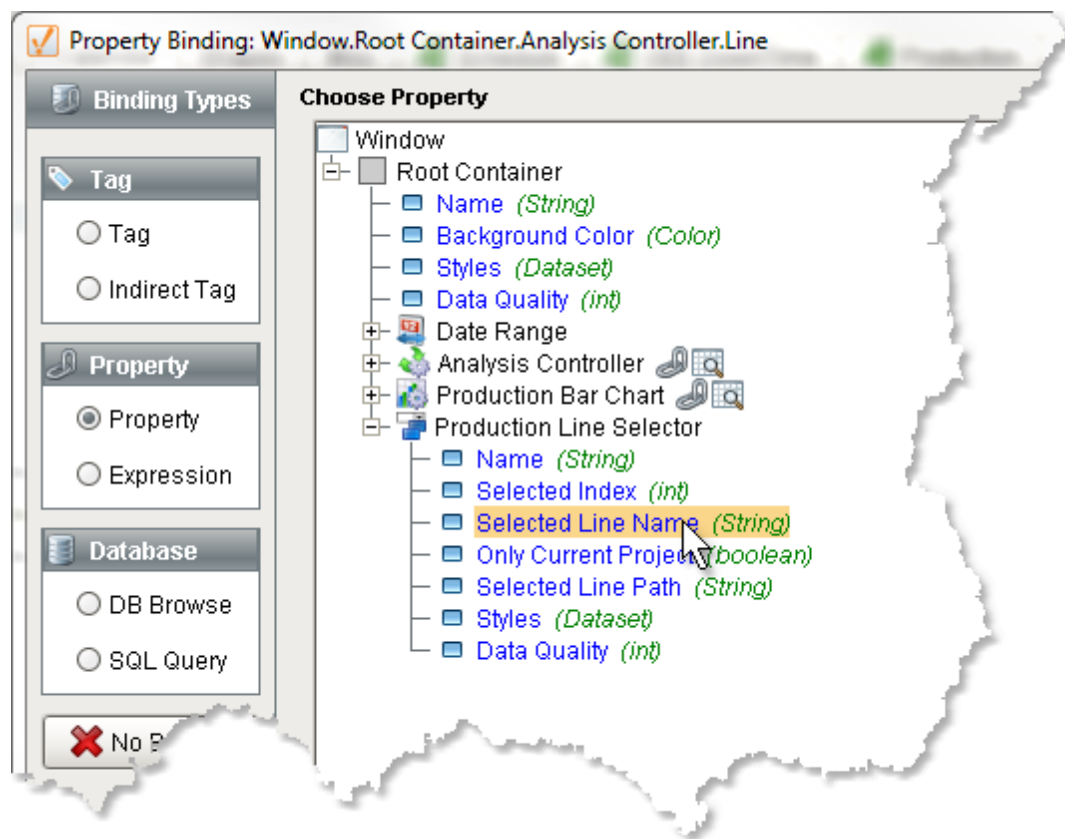 Property Binding: Window.Root Container.Analysis Controller.Line
Binding Types
Tag
Tag
Indirect Tag
Property
Property
Expression
Database
DB Browse
SQL Query
No
Choose Property
Window
Root Container
Name (String)
Background Color (Color)
Styles (Dataset)
Data Quality (int)
Date Range
Analysis Controller
Production Bar Chart
Production Line Selector
Name (String)
Selected Index (int)
Selected Line Name (String)
Only Current Project (boolean)
Selected Line Path (String)
Styles (Dataset)
Data Quality (int)